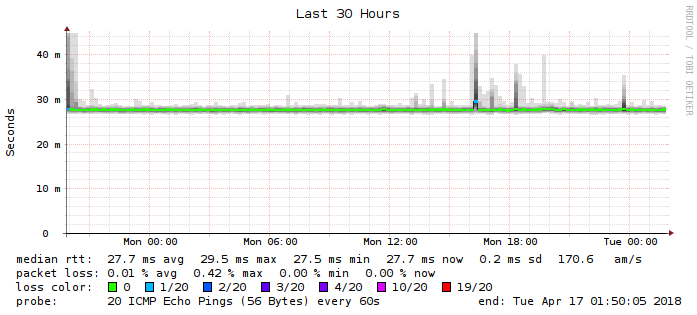 Last 30 Hours
RRDTOOL / TOBI OETIKER
Seconds
40 m
30 m
20 m
10 m
0
Mon 00:00 Mon 06:00 Mon 12:00 Mon 18:00 Tue 00:00
median rtt: 27.7 ms avg 29.5 ms max 27.5 ms min 27.7 ms now 0.2 ms sd 170.6 am/s
packet loss: 0.01 % avg 0.42 % max 0.00 % min 0.00 % now
loss color: 0 1/20 2/20 3/20 4/20 10/20 19/20
probe: 20 ICMP Echo Pings (56 Bytes) every 60s end: Tue Apr 17 01:50:05 2018